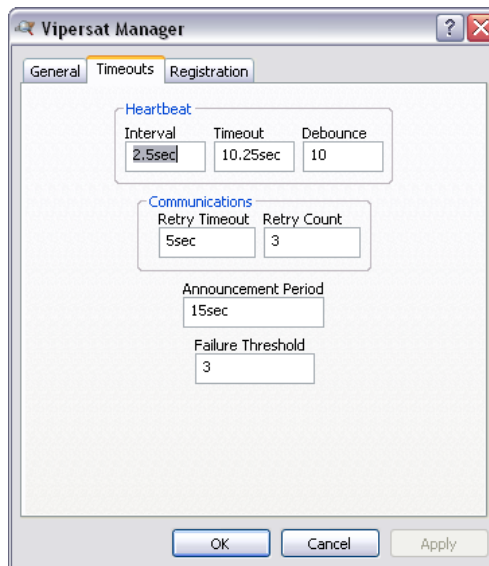 Vipersat Manager
General Timeouts Registration
Heartbeat
Interval Timeout Debounce
2.5sec 10.25sec 10
Communications
Retry Timeout Retry Count
5sec 3
Announcement Period
15sec
Failure Threshold
3
OK Cancel Apply